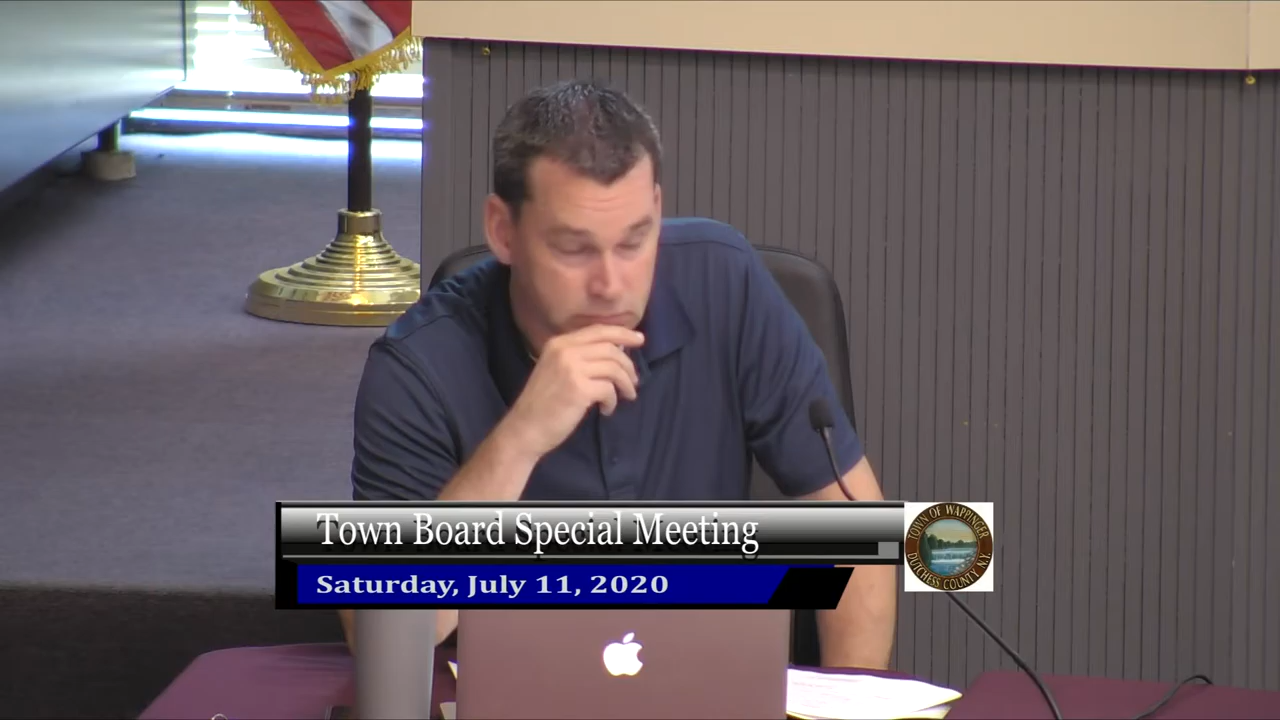 Town Board Special Meeting
Saturday, July 11, 2020
TOWN OF WAPPINGER
DUTCHESS COUNTY N.Y.